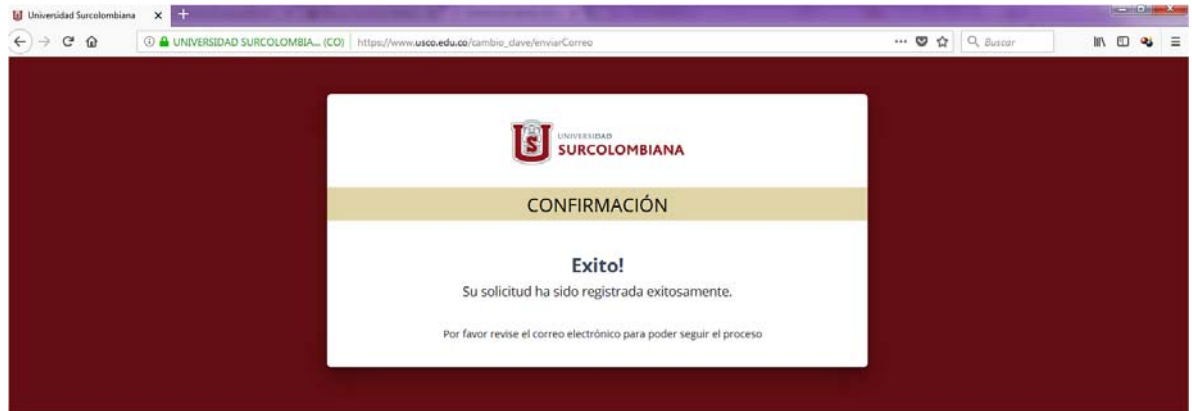 Universidad Surcolombiana
UNIVERSIDAD SURCOLOMBIA... (CO) https://www.usco.edu.co/cambio_clave/enviarCorreo
Buscar
UNIVERSIDAD
SURCOLOMBIANA
CONFIRMACIÓN
Exito!
Su solicitud ha sido registrada exitosamente.
Por favor revise el correo electrónico para poder seguir el proceso